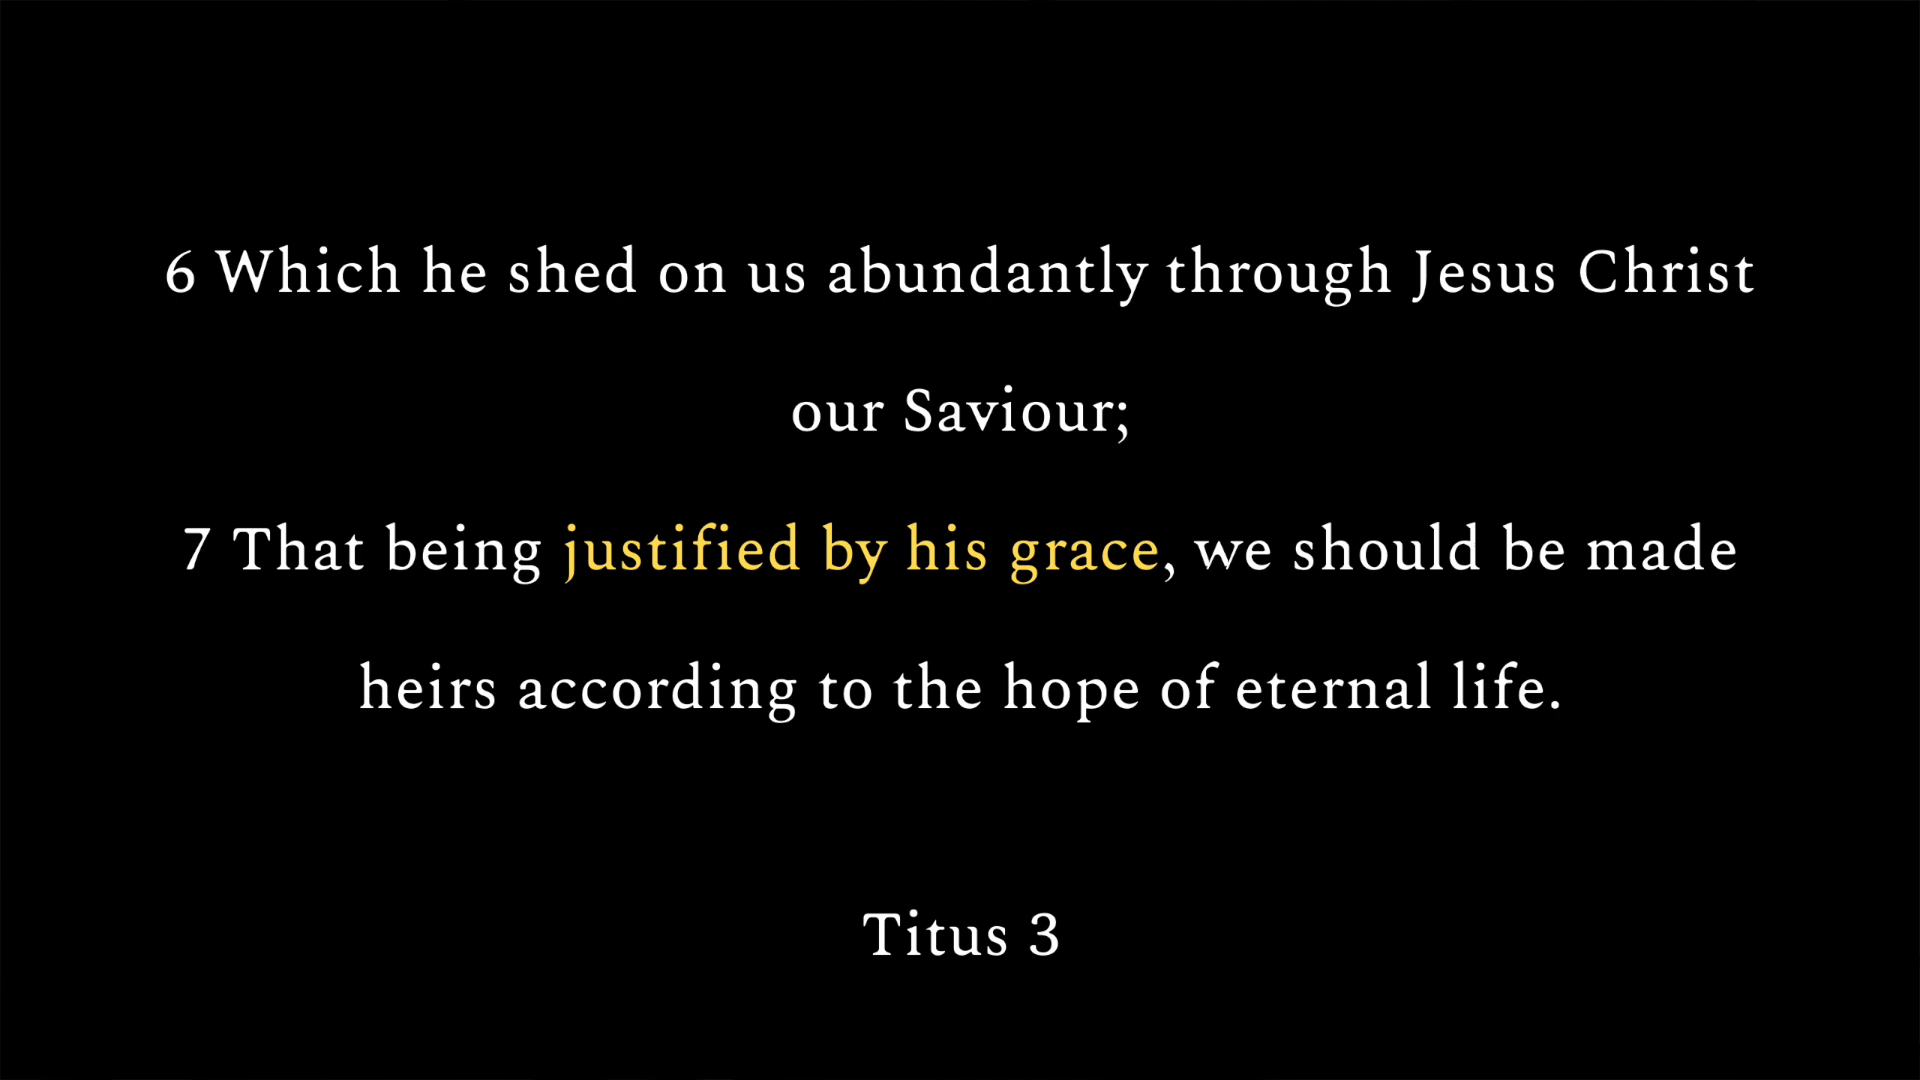 6 Which he shed on us abundantly through Jesus Christ
our Saviour;
7 That being justified by his grace, we should be made
heirs according to the hope of eternal life.
Titus 3